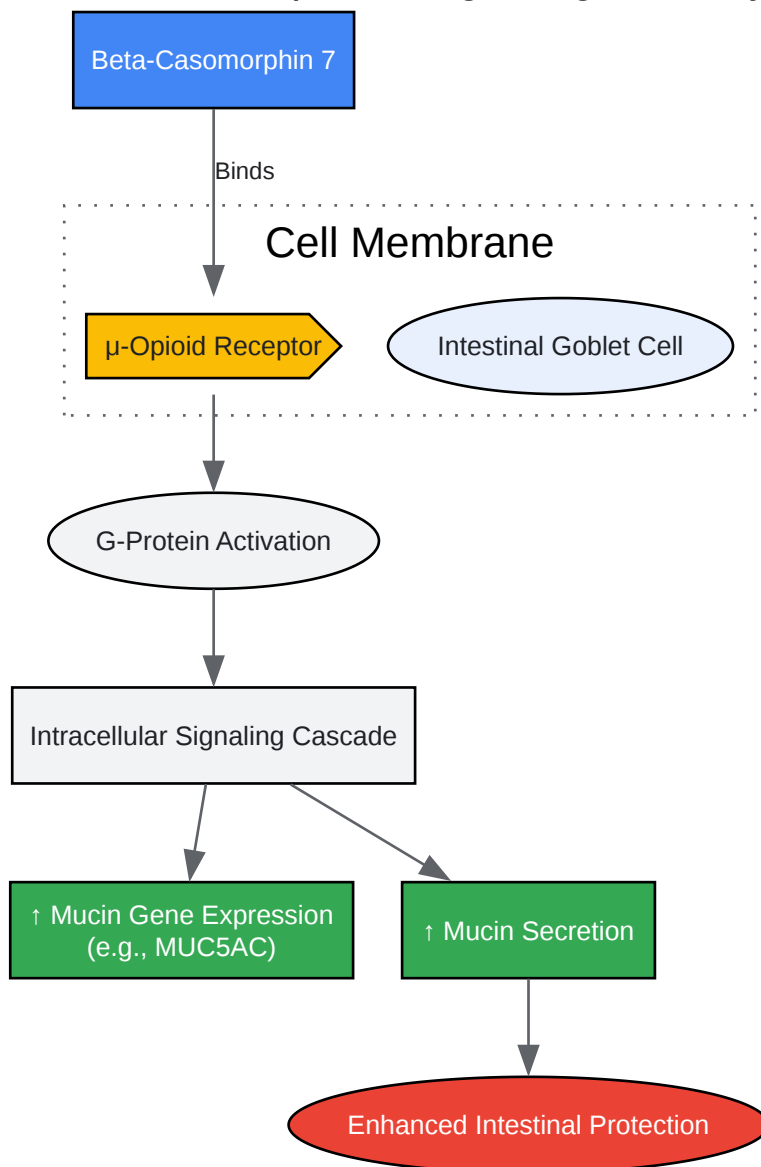 Beta-Casomorphin 7
Binds
Cell Membrane
μ-Opioid Receptor
Intestinal Goblet Cell
G-Protein Activation
Intracellular Signaling Cascade
↑ Mucin Gene Expression
(e.g., MUC5AC)
↑ Mucin Secretion
Enhanced Intestinal Protection